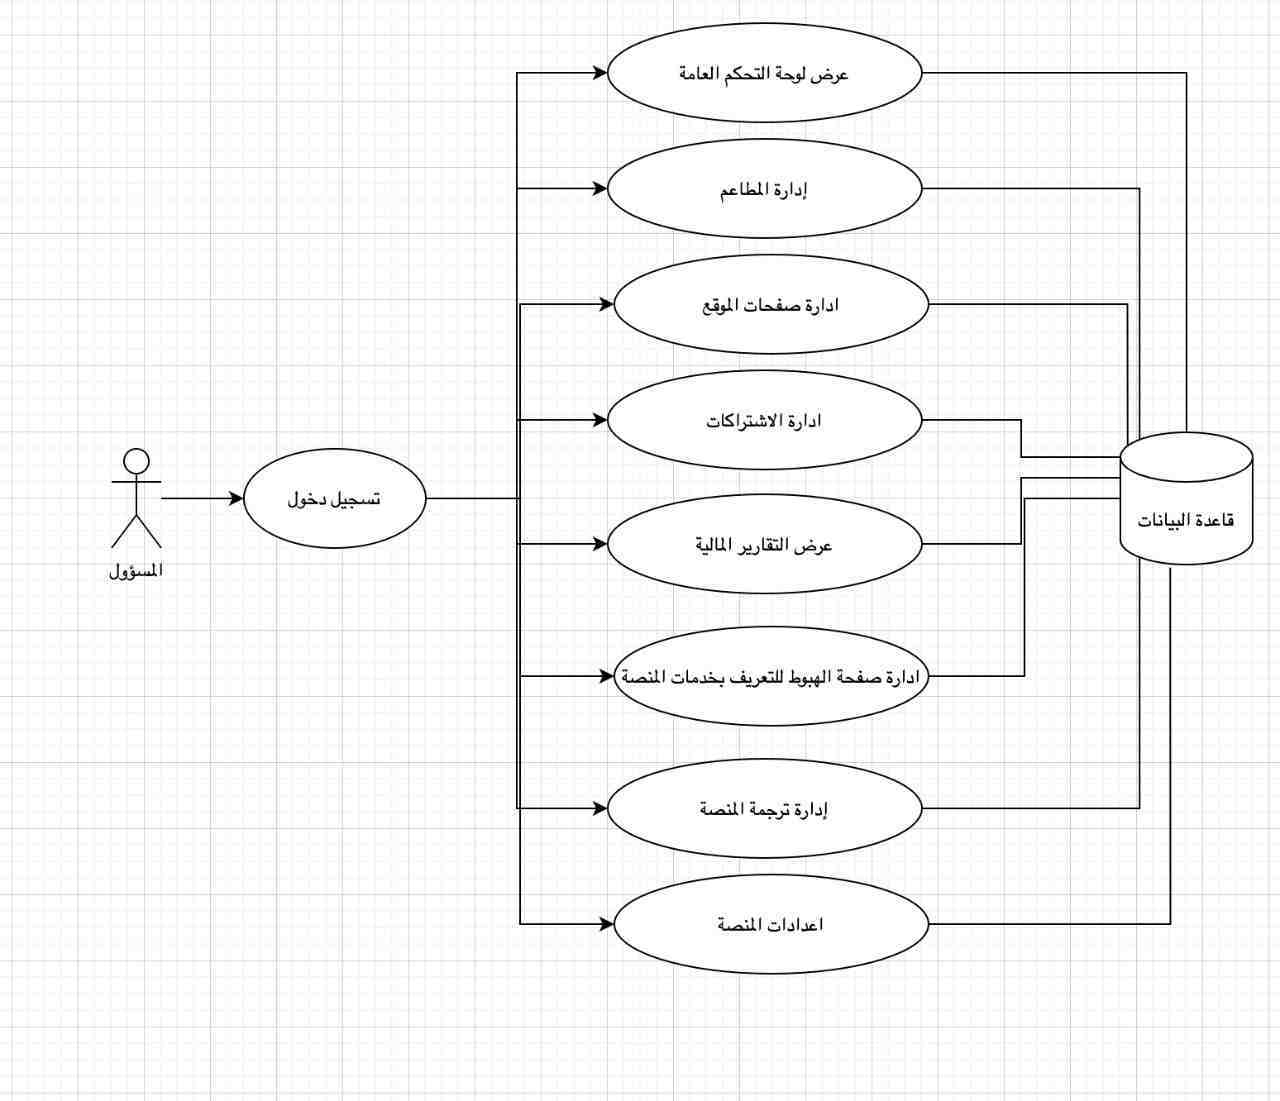 عرض لوحة التحكم العامة
إدارة المطاعم
ادارة صفحات الموقع
ادارة الاشتراكات
تسجيل دخول
المسؤول
قاعدة البيانات
عرض التقارير المالية
ادارة صفحة الهبوط للتعريف بخدمات المنصة
إدارة ترجمة المنصة
اعدادات المنصة